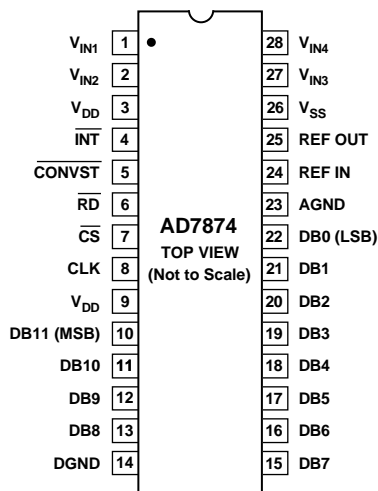 VIN1 1 28 VIN4
VIN2 2 27 VIN3
VDD 3 26 VSS
INT 4 25 REF OUT
CONVST 5 24 REF IN
RD 6 23 AGND
CS 7 22 DB0 (LSB)
CLK 8 21 DB1
VDD 9 20 DB2
DB11 (MSB) 10 19 DB3
DB10 11 18 DB4
DB9 12 17 DB5
DB8 13 16 DB6
DGND 14 15 DB7
AD7874
TOP VIEW
(Not to Scale)